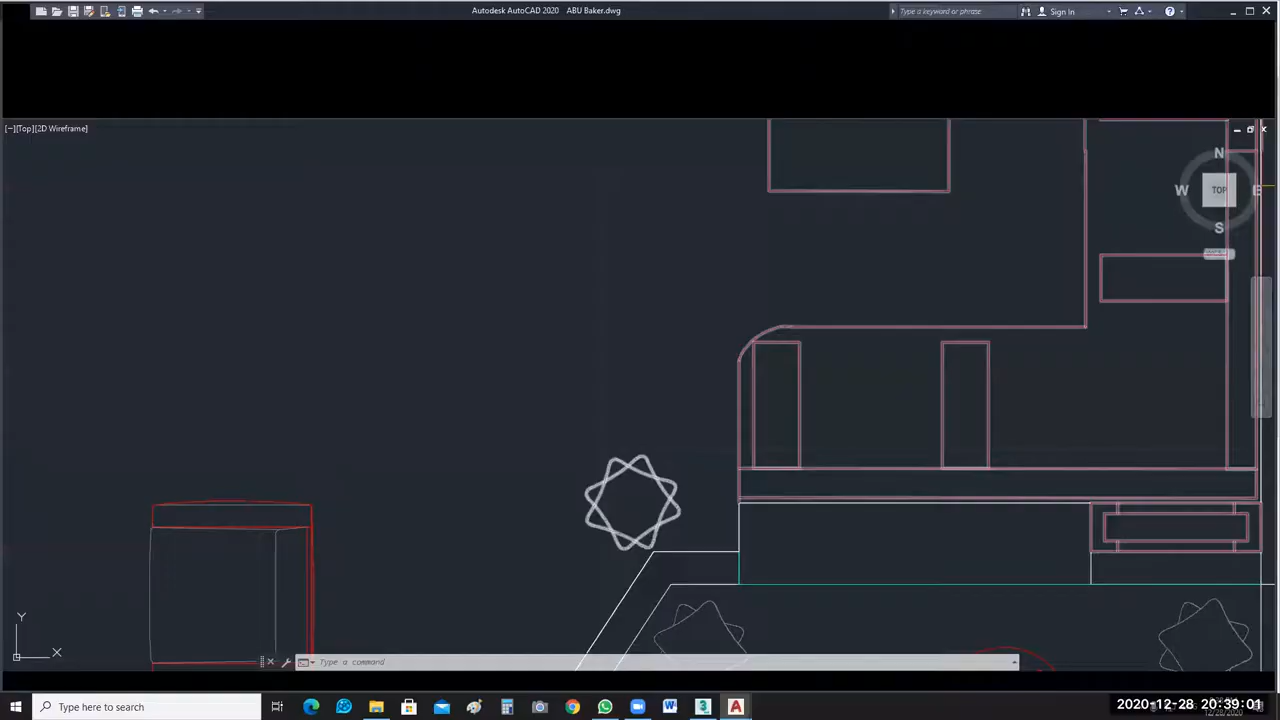 Autodesk AutoCAD 2020 ABU Baker.dwg
Type a keyword or phrase
Sign In
[−][Top][2D Wireframe]
N
W
TOP
E
S
Y
X
Type a command
Type here to search
2020-12-28 20:39:01